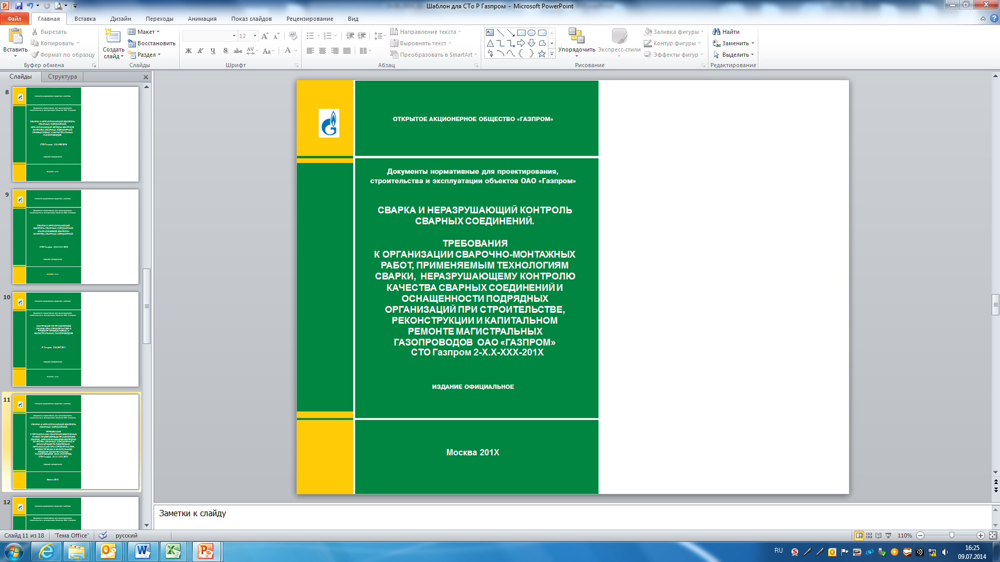 Шаблон для СТо Р Газпром - Microsoft PowerPoint
Файл
Главная
Вставка
Дизайн
Переходы
Анимация
Показ слайдов
Рецензирование
Вид
Вставить
Вырезать
Копировать
Формат по образцу
Буфер обмена
Создать слайд
Макет
Восстановить
Раздел
Слайды
12
Ж К Ч S abc AV Aa A
Шрифт
Направление текста
Выровнять текст
Преобразовать в SmartArt
Абзац
Упорядочить
Экспресс-стили
Заливка фигуры
Контур фигуры
Эффекты фигур
Рисование
Найти
Заменить
Выделить
Редактирование
Слайды
Структура
8
9
10
11
12
ОТКРЫТОЕ АКЦИОНЕРНОЕ ОБЩЕСТВО «ГАЗПРОМ»
Документы нормативные для проектирования,
строительства и эксплуатации объектов ОАО «Газпром»
СВАРКА И НЕРАЗРУШАЮЩИЙ КОНТРОЛЬ
СВАРНЫХ СОЕДИНЕНИЙ.
ТРЕБОВАНИЯ
К ОРГАНИЗАЦИИ СВАРОЧНО-МОНТАЖНЫХ
РАБОТ, ПРИМЕНЯЕМЫМ ТЕХНОЛОГИЯМ
СВАРКИ, НЕРАЗРУШАЮЩЕМУ КОНТРОЛЮ
КАЧЕСТВА СВАРНЫХ СОЕДИНЕНИЙ И
ОСНАЩЕННОСТИ ПОДРЯДНЫХ
ОРГАНИЗАЦИЙ ПРИ СТРОИТЕЛЬСТВЕ,
РЕКОНСТРУКЦИИ И КАПИТАЛЬНОМ
РЕМОНТЕ МАГИСТРАЛЬНЫХ
ГАЗОПРОВОДОВ ОАО «ГАЗПРОМ»
СТО Газпром 2-Х.Х-ХХХ-201Х
ИЗДАНИЕ ОФИЦИАЛЬНОЕ
Москва 201Х
Заметки к слайду
Слайд 11 из 18
"Тема Office"
русский
110%
RU
16:25
09.07.2014